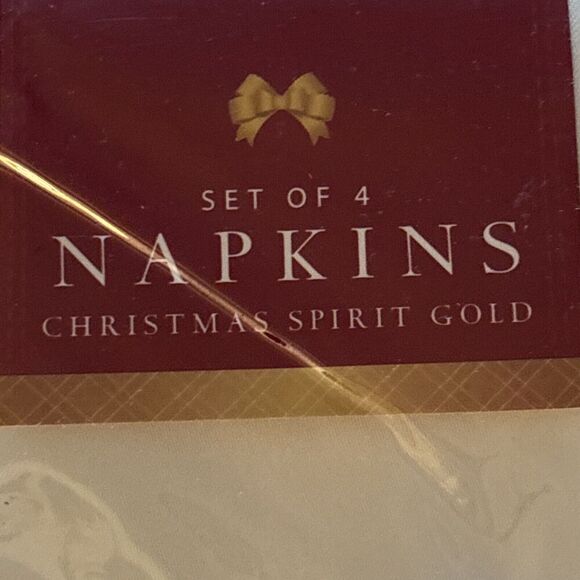 SET OF 4
NAPKINS
CHRISTMAS SPIRIT GOLD